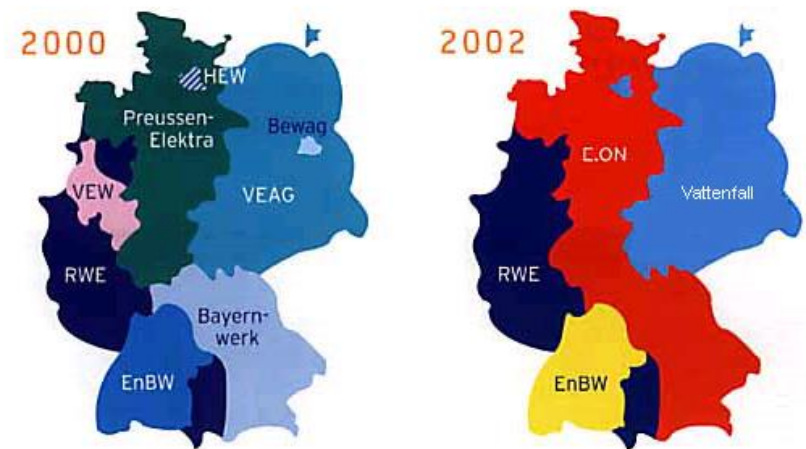 2000
HEW
Preussen-
Elektra
Bewag
VEW
VEAG
RWE
Bayern-
werk
EnBW
2002
E.ON
Vattenfall
RWE
EnBW